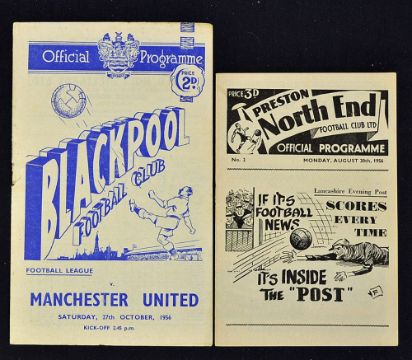 Official Programme
PRICE
2D.
BLACKPOOL
FOOTBALL CLUB
FOOTBALL LEAGUE
v.
MANCHESTER UNITED
SATURDAY, 27th OCTOBER, 1956
KICK-OFF 2.45 p.m.
PRICE 3D
PRESTON
North End
FOOTBALL CLUB LTD
OFFICIAL PROGRAMME
No. 3 MONDAY, AUGUST 20th, 1956
Lancashire Evening Post
SCORES
EVERY
TIME
IF IT'S
FOOTBALL
NEWS
IT'S INSIDE
THE "POST"